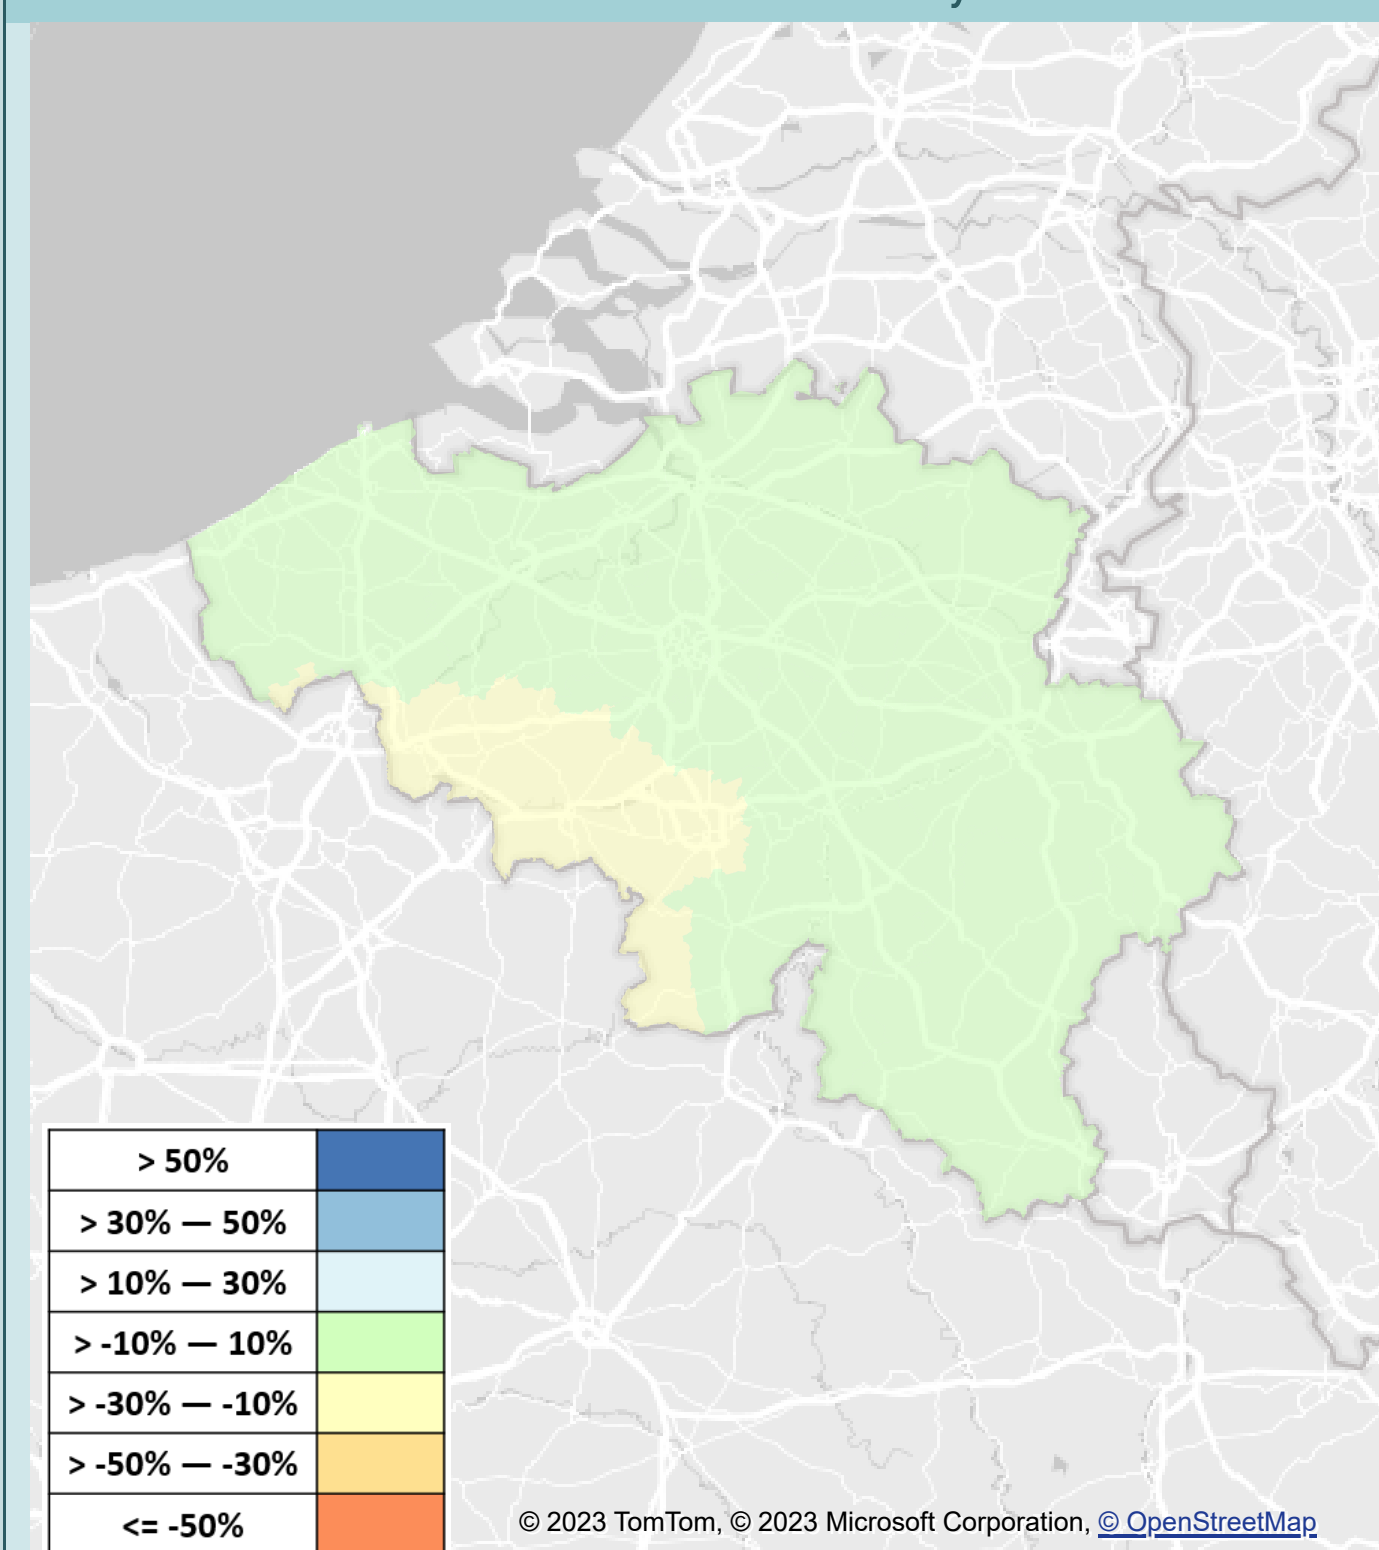 > 50%
> 30% — 50%
> 10% — 30%
> -10% — 10%
> -30% — -10%
> -50% — -30%
<= -50%
© 2023 TomTom, © 2023 Microsoft Corporation, © OpenStreetMap